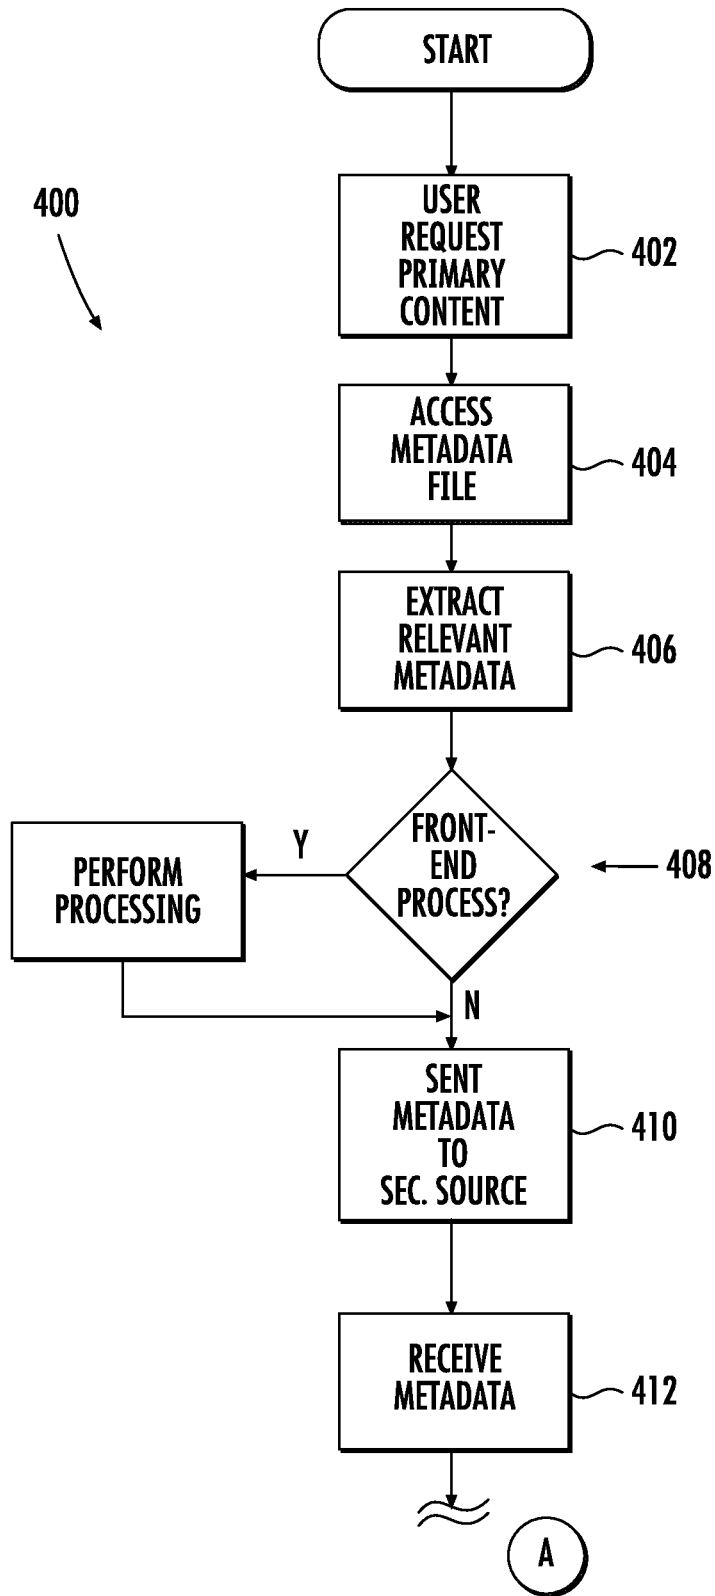 START
400
USER
REQUEST
PRIMARY
CONTENT
402
ACCESS
METADATA
FILE
404
EXTRACT
RELEVANT
METADATA
406
FRONT-
END
PROCESS?
408
Y
PERFORM
PROCESSING
N
SENT
METADATA
TO
SEC. SOURCE
410
RECEIVE
METADATA
412
A